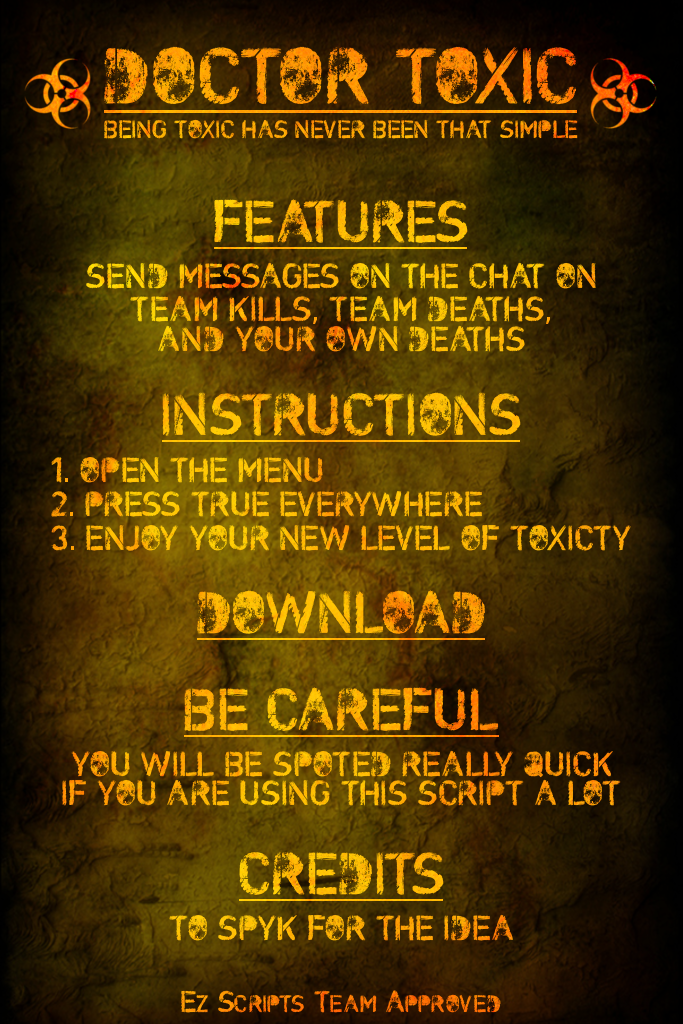 DOCTOR TOXIC
BEING TOXIC HAS NEVER BEEN THAT SIMPLE
FEATURES
SEND MESSAGES ON THE CHAT ON
TEAM KILLS, TEAM DEATHS,
AND YOUR OWN DEATHS
INSTRUCTIONS
1. OPEN THE MENU
2. PRESS TRUE EVERYWHERE
3. ENJOY YOUR NEW LEVEL OF TOXICTY
DOWNLOAD
BE CAREFUL
YOU WILL BE SPOTED REALLY QUICK
IF YOU ARE USING THIS SCRIPT A LOT
CREDITS
TO SPYK FOR THE IDEA
Ez Scripts Team Approved